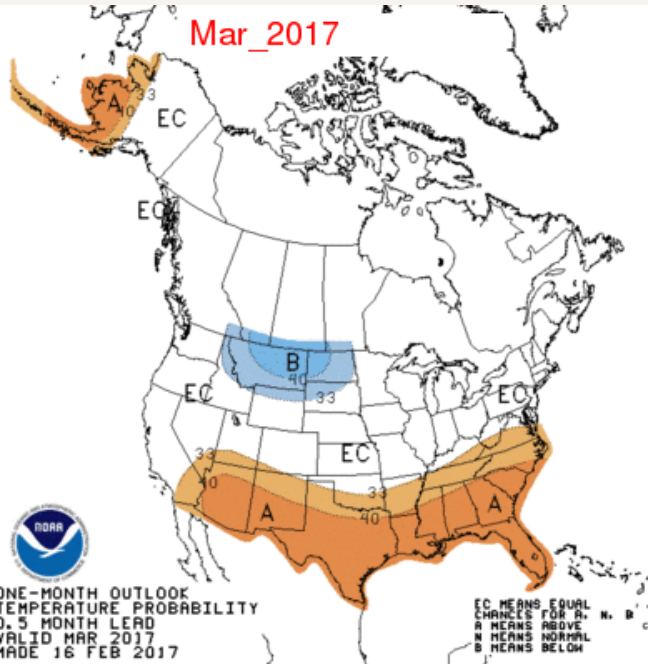 Mar_2017
33
A
40
EC
EC
B
40
33
EC
EC
33
EC
40
33
A
A
40
NOAA
ONE-MONTH OUTLOOK
TEMPERATURE PROBABILITY
0.5 MONTH LEAD
VALID MAR 2017
MADE 16 FEB 2017
EC MEANS EQUAL
CHANCES FOR A, N, B
A MEANS ABOVE
N MEANS NORMAL
B MEANS BELOW